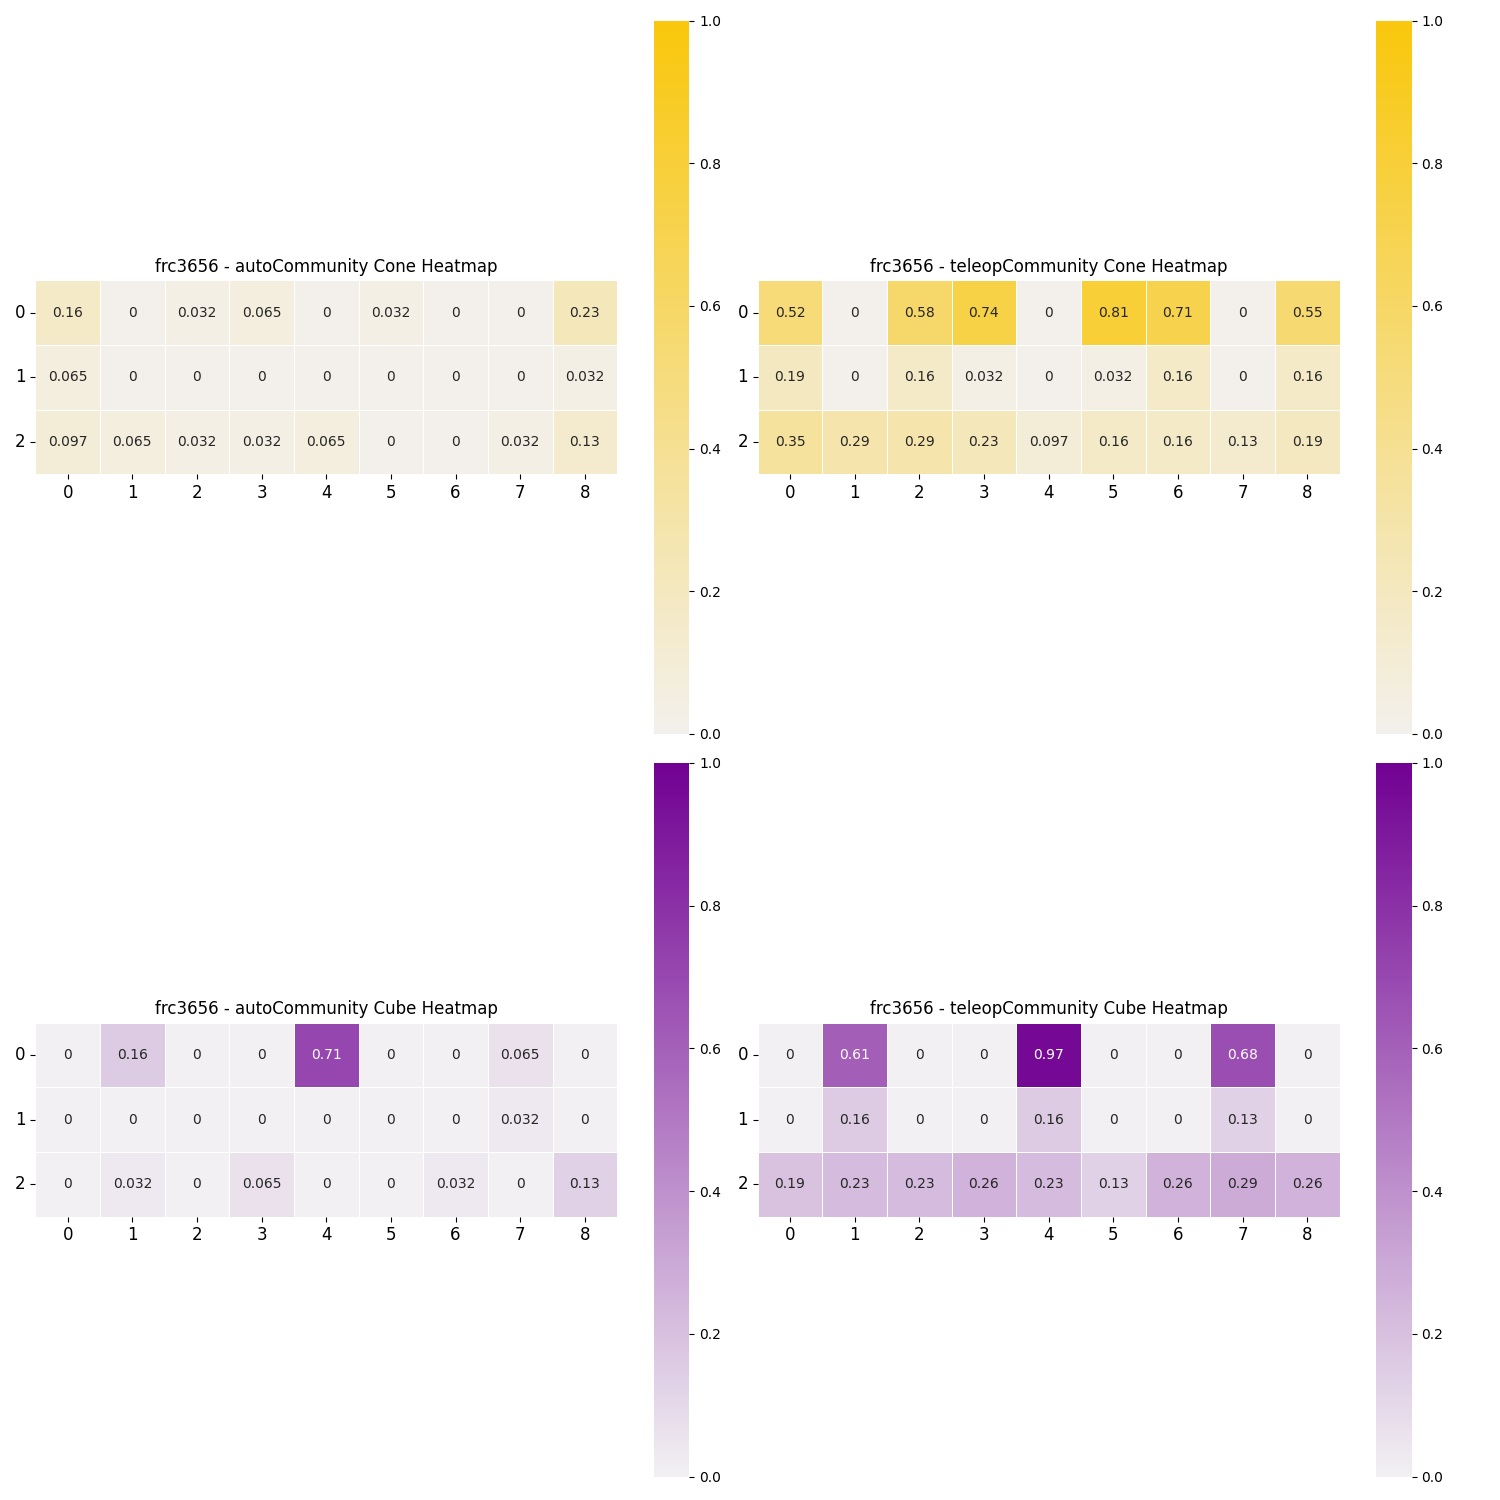 frc3656 - autoCommunity Cone Heatmap
0 0.16 0 0.032 0.065 0 0.032 0 0 0.23
1 0.065 0 0 0 0 0 0 0 0.032
2 0.097 0.065 0.032 0.032 0.065 0 0 0.032 0.13
0 1 2 3 4 5 6 7 8
1.0
0.8
0.6
0.4
0.2
0.0
frc3656 - teleopCommunity Cone Heatmap
0 0.52 0 0.58 0.74 0 0.81 0.71 0 0.55
1 0.19 0 0.16 0.032 0 0.032 0.16 0 0.16
2 0.35 0.29 0.29 0.23 0.097 0.16 0.16 0.13 0.19
0 1 2 3 4 5 6 7 8
1.0
0.8
0.6
0.4
0.2
0.0
frc3656 - autoCommunity Cube Heatmap
0 0 0.16 0 0 0.71 0 0 0.065 0
1 0 0 0 0 0 0 0 0.032 0
2 0 0.032 0 0.065 0 0 0.032 0 0.13
0 1 2 3 4 5 6 7 8
1.0
0.8
0.6
0.4
0.2
0.0
frc3656 - teleopCommunity Cube Heatmap
0 0 0.61 0 0 0.97 0 0 0.68 0
1 0 0.16 0 0 0.16 0 0 0.13 0
2 0.19 0.23 0.23 0.26 0.23 0.13 0.26 0.29 0.26
0 1 2 3 4 5 6 7 8
1.0
0.8
0.6
0.4
0.2
0.0